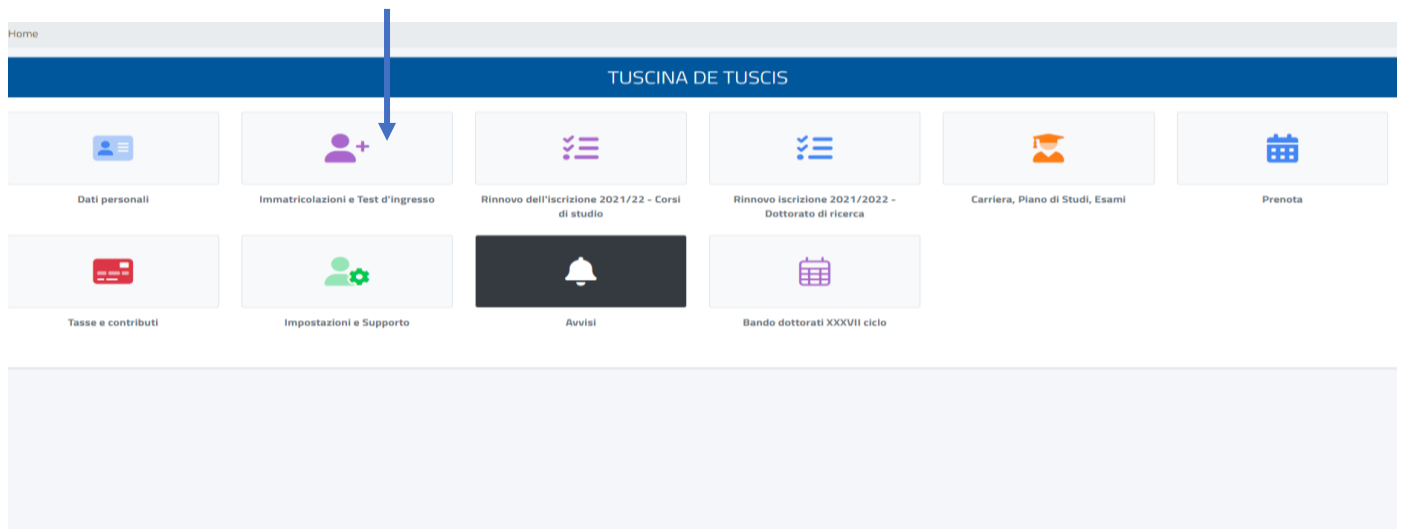 Home
TUSCINA DE TUSCIS
Dati personali
Immatricolazioni e Test d'ingresso
Rinnovo dell'iscrizione 2021/22 - Corsi
di studio
Rinnovo iscrizione 2021/2022 -
Dottorato di ricerca
Carriera, Piano di Studi, Esami
Prenota
Tasse e contributi
Impostazioni e Supporto
Avvisi
Bando dottorati XXXVII ciclo